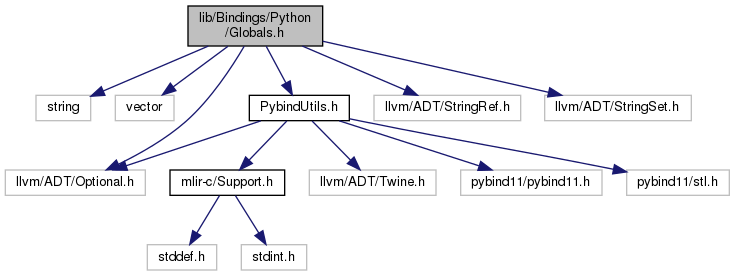 lib/Bindings/Python
/Globals.h
string
vector
PybindUtils.h
llvm/ADT/StringRef.h
llvm/ADT/StringSet.h
llvm/ADT/Optional.h
mlir-c/Support.h
llvm/ADT/Twine.h
pybind11/pybind11.h
pybind11/stl.h
stddef.h
stdint.h